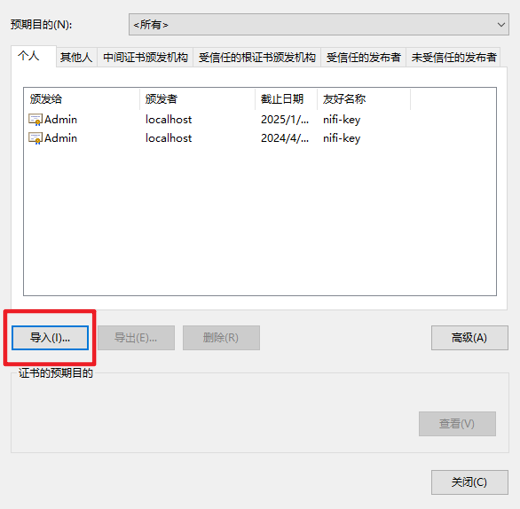 预期目的(N): <所有>
个人 其他人 中间证书颁发机构 受信任的根证书颁发机构 受信任的发布者 未受信任的发布者
颁发给 颁发者 截止日期 友好名称
Admin localhost 2025/1/... nifi-key
Admin localhost 2024/4/... nifi-key
导入(I)... 导出(E)... 删除(R) 高级(A)
证书的预期目的
查看(V)
关闭(C)